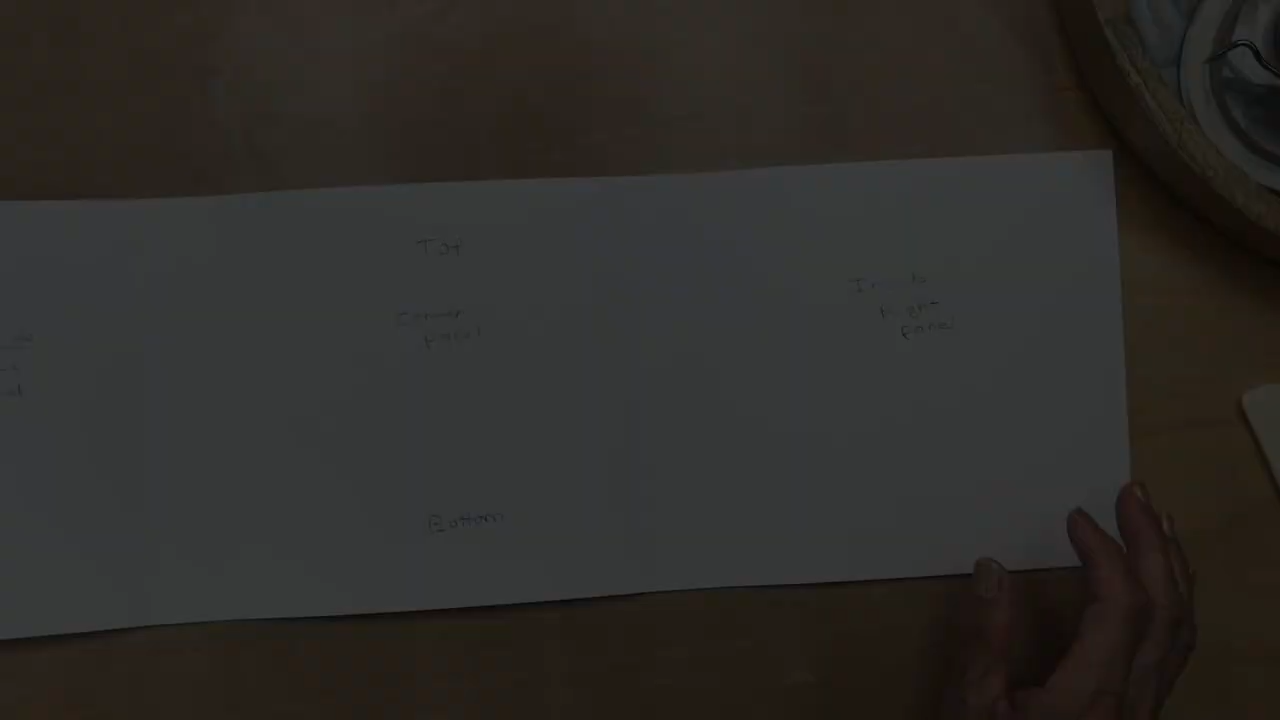 Top
Center
panel
Inside
Right
panel
Bottom